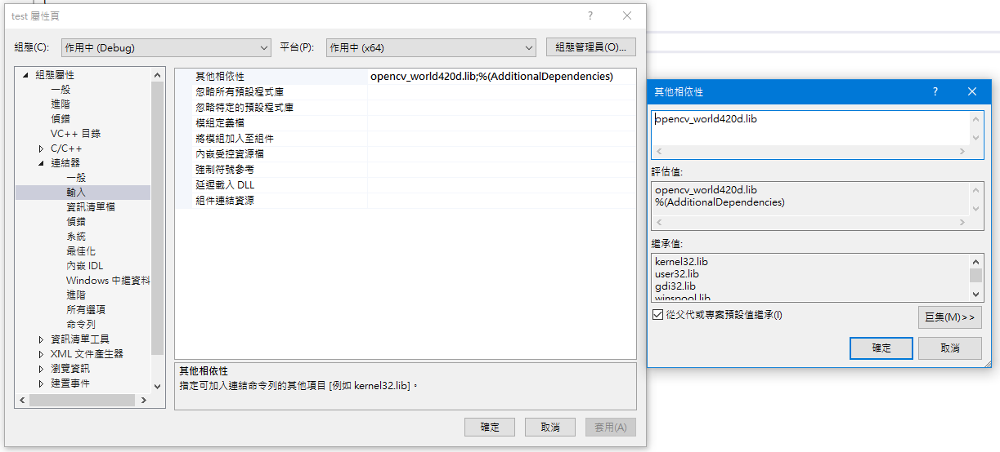 test 屬性頁
組態(C):
作用中 (Debug)
平台(P):
作用中 (x64)
組態管理員(O)...
組態屬性
一般
進階
偵錯
VC++ 目錄
C/C++
連結器
一般
輸入
資訊清單檔
偵錯
系統
最佳化
內嵌 IDL
Windows 中繼資料
進階
所有選項
命令列
資訊清單工具
XML 文件產生器
瀏覽資訊
建置事件
其他相依性
opencv_world420d.lib;%(AdditionalDependencies)
忽略所有預設程式庫
忽略特定的預設程式庫
模組定義檔
將模組加入至組件
內嵌受控資源檔
強制符號參考
延遲載入 DLL
組件連結資源
其他相依性
指定可加入連結命令列的其他項目 [例如 kernel32.lib]。
確定
取消
套用(A)
其他相依性
opencv_world420d.lib
評估值:
opencv_world420d.lib
%(AdditionalDependencies)
繼承值:
kernel32.lib
user32.lib
gdi32.lib
winspool.lib
從父代或專案預設值繼承(I)
巨集(M)>>
確定
取消